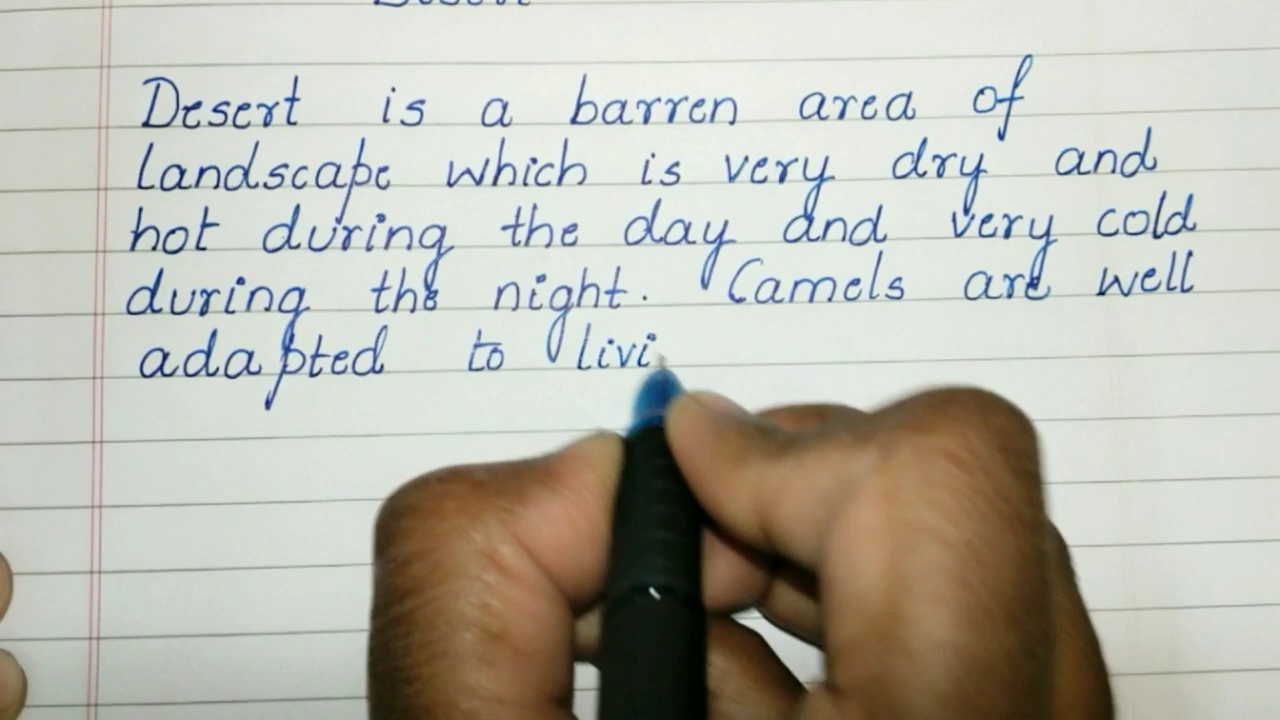 Desert is a barren area of
landscape which is very dry and
hot during the day and very cold
during the night. Camels are well
adapted to livi